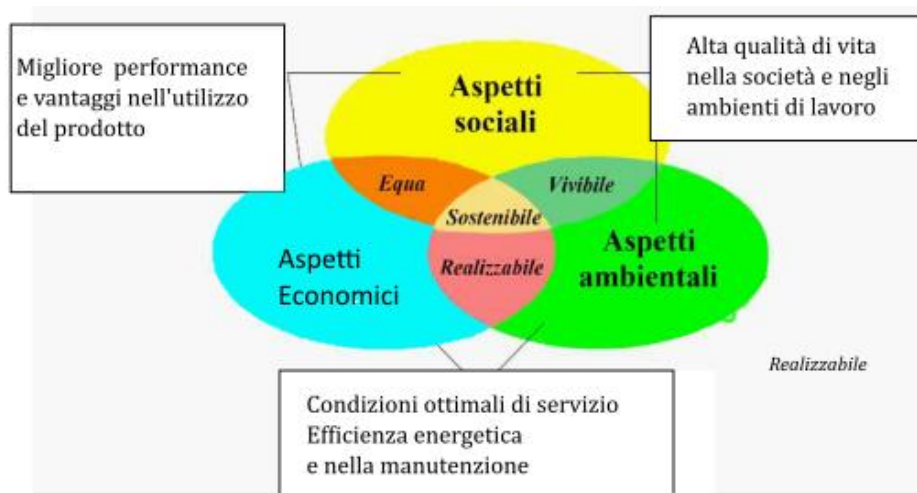 Migliore performance
e vantaggi nell'utilizzo
del prodotto
Alta qualità di vita
nella società e negli
ambienti di lavoro
Aspetti
sociali
Equa
Vivibile
Sostenibile
Aspetti
Economici
Realizzabile
Aspetti
ambientali
Realizzabile
Condizioni ottimali di servizio
Efficienza energetica
e nella manutenzione